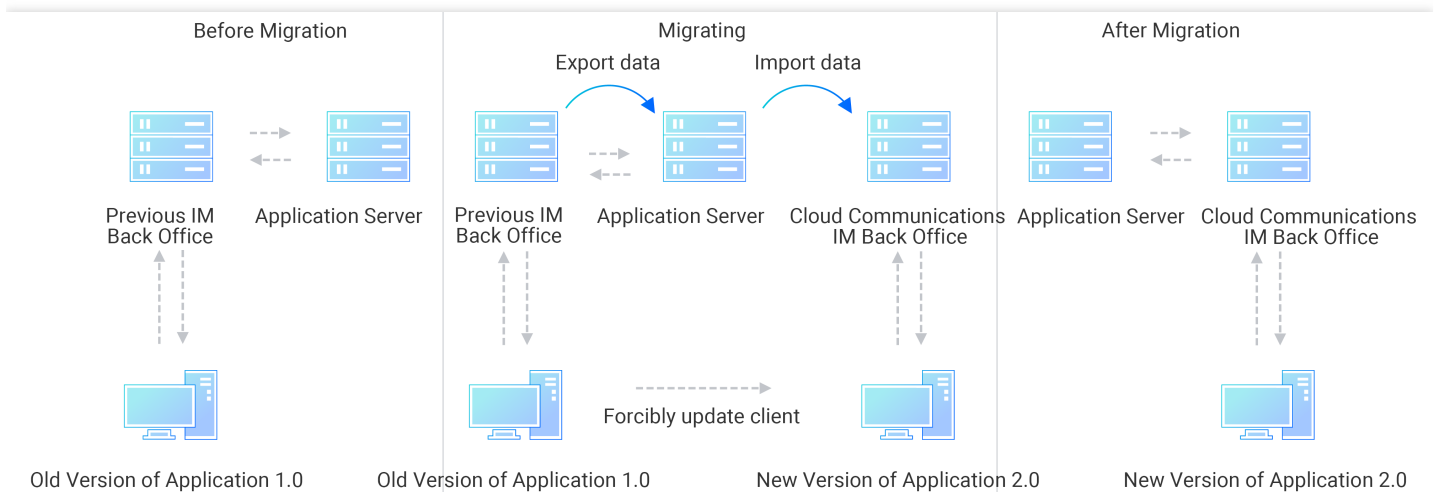 Before Migration
Migrating
After Migration
Export data
Import data
Previous IM
Back Office
Application Server
Previous IM
Back Office
Application Server
Cloud Communications
IM Back Office
Application Server
Cloud Communications
IM Back Office
Forcibly update client
Old Version of Application 1.0
Old Version of Application 1.0
New Version of Application 2.0
New Version of Application 2.0